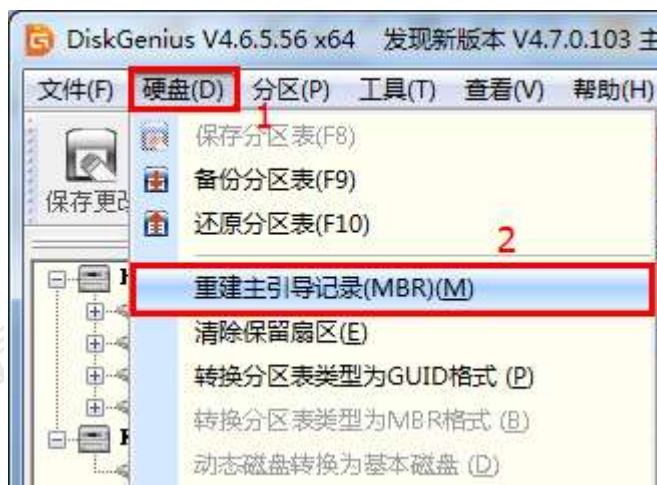 DiskGenius V4.6.5.56 x64 发现新版本 V4.7.0.103 主
文件(F) 硬盘(D) 分区(P) 工具(T) 查看(V) 帮助(H)
1
保存分区表(F8)
保存更
备份分区表(F9)
还原分区表(F10)
2
重建主引导记录(MBR)(M)
清除保留扇区(E)
转换分区表类型为GUID格式 (P)
转换分区表类型为MBR格式 (B)
动态磁盘转换为基本磁盘 (D)